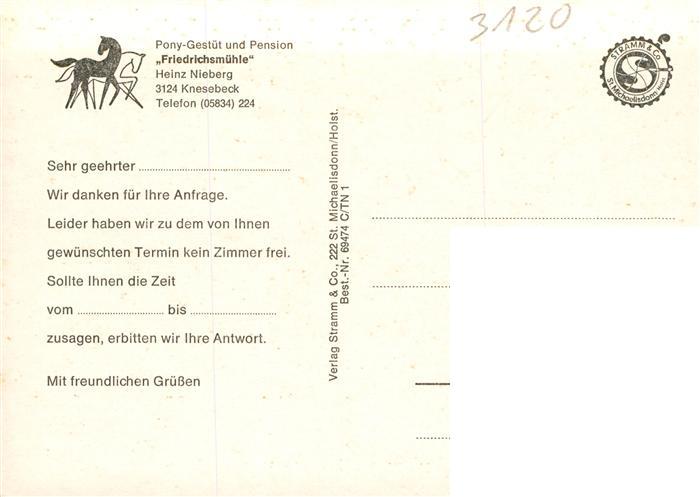 3120
Pony-Gestüt und Pension
„Friedrichsmühle“
Heinz Nieberg
3124 Knesebeck
Telefon (05834) 224
STRAMM & Co.
St. Michaelisdonn
Sehr geehrter ..........
Wir danken für Ihre Anfrage.
Leider haben wir zu dem von Ihnen
gewünschten Termin kein Zimmer frei.
Sollte Ihnen die Zeit
vom .......... bis ..........
zusagen, erbitten wir Ihre Antwort.
Mit freundlichen Grüßen
Verlag Stramm & Co., 222 St. Michaelisdonn/Holst.
Best.-Nr. 69474 C/TN 1